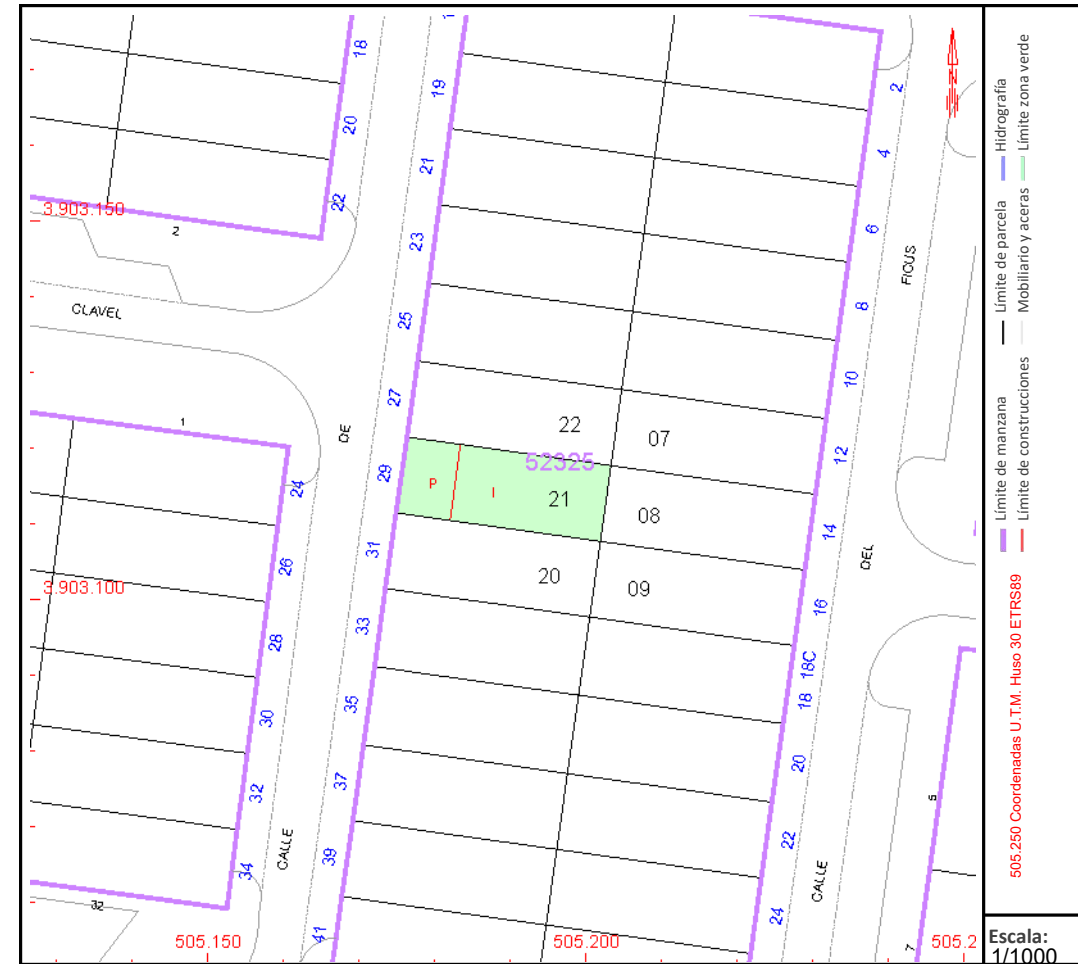 18
20
22
2
3.903.150
CLAVEL
1
24
26
3.903.100
28
30
32
34
32
19
21
23
25
27
29
31
33
35
37
39
41
DE
CALLE
22
07
52325
P
I
21
08
20
09
2
4
6
8
10
12
14
16
18C
18
20
22
24
FICUS
DEL
CALLE
5
7
505.150
505.200
505.2
N
Límite de manzana
Límite de parcela
Hidrografía
Límite de construcciones
Mobiliario y aceras
Límite zona verde
505.250 Coordenadas U.T.M. Huso 30 ETRS89
Escala:
1/1000